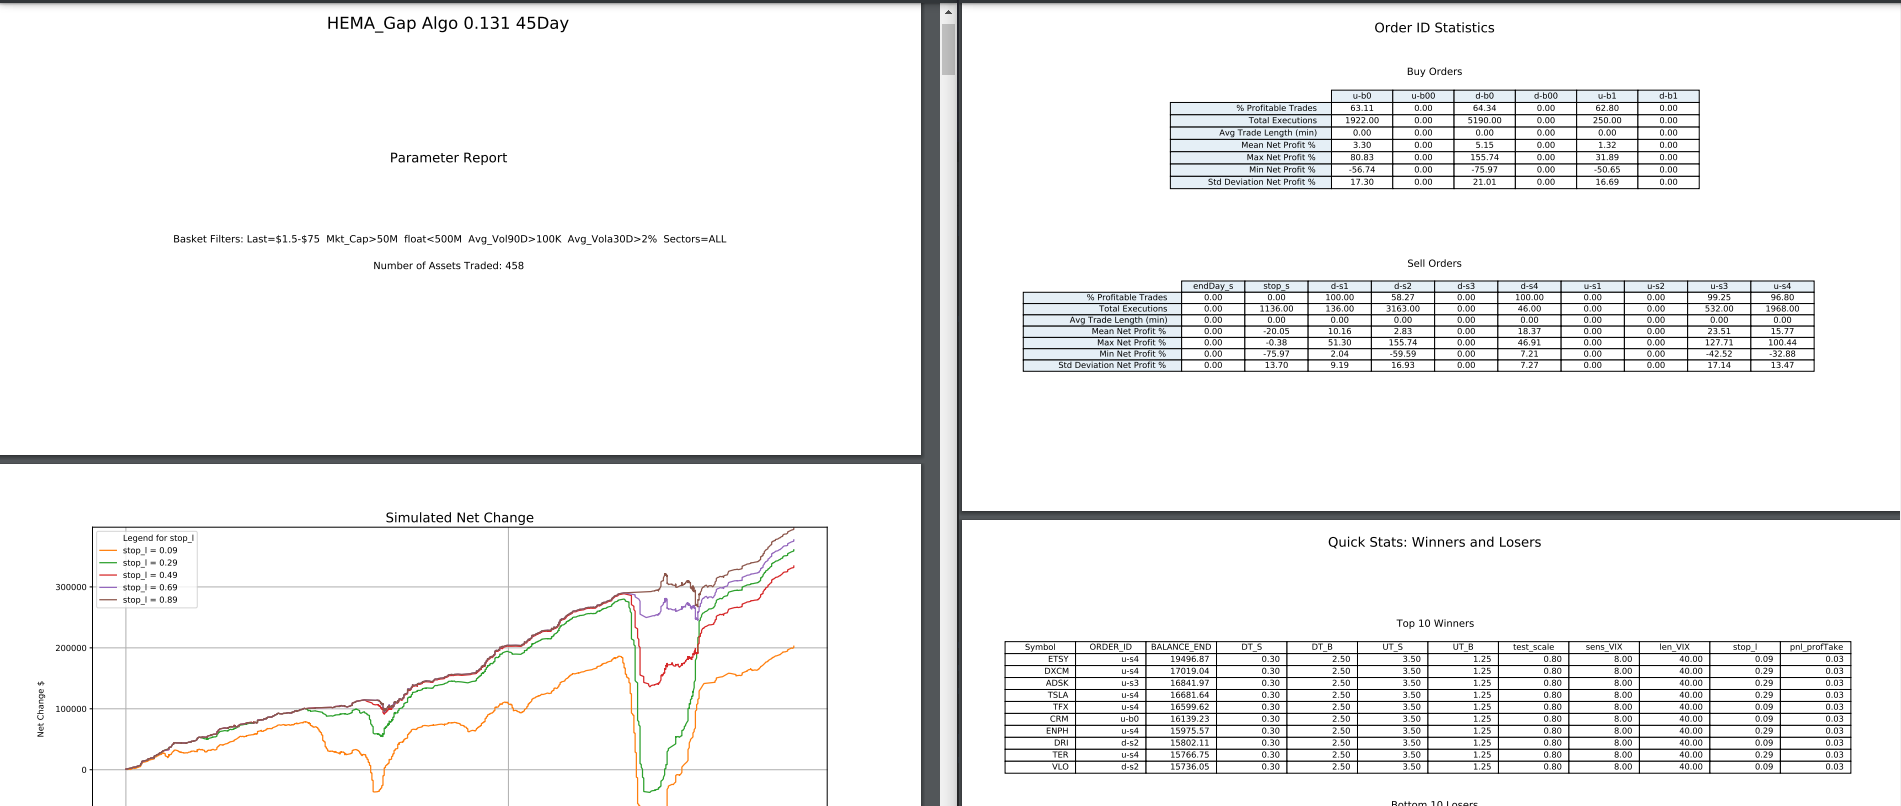 HEMA_Gap Algo 0.131 45Day
Parameter Report
Basket Filters: Last=$1.5-$75 Mkt_Cap>50M float<500M Avg_Vol90D>100K Avg_Vola30D>2% Sectors=ALL
Number of Assets Traded: 458
Simulated Net Change
Legend for stop_l
stop_l = 0.09
stop_l = 0.29
stop_l = 0.49
stop_l = 0.69
stop_l = 0.89
300000
200000
100000
0
Net Change $
Order ID Statistics
Buy Orders
u-b0 u-b00 d-b0 d-b00 u-b1 d-b1
% Profitable Trades 63.11 0.00 64.34 0.00 62.80 0.00
Total Executions 1922.00 0.00 5190.00 0.00 250.00 0.00
Avg Trade Length (min) 0.00 0.00 0.00 0.00 0.00 0.00
Mean Net Profit % 3.30 0.00 5.15 0.00 1.32 0.00
Max Net Profit % 80.83 0.00 155.74 0.00 31.89 0.00
Min Net Profit % -56.74 0.00 -75.97 0.00 -50.65 0.00
Std Deviation Net Profit % 17.30 0.00 21.01 0.00 16.69 0.00
Sell Orders
endDay_s stop_s d-s1 d-s2 d-s3 d-s4 u-s1 u-s2 u-s3 u-s4
% Profitable Trades 0.00 0.00 100.00 58.27 0.00 100.00 0.00 0.00 99.25 96.80
Total Executions 0.00 1136.00 136.00 3163.00 0.00 46.00 0.00 0.00 532.00 1968.00
Avg Trade Length (min) 0.00 0.00 0.00 0.00 0.00 0.00 0.00 0.00 0.00 0.00
Mean Net Profit % 0.00 -20.05 10.16 2.83 0.00 18.37 0.00 0.00 23.51 15.77
Max Net Profit % 0.00 -0.38 51.30 155.74 0.00 46.91 0.00 0.00 127.71 100.44
Min Net Profit % 0.00 -75.97 2.04 -59.59 0.00 7.21 0.00 0.00 -42.52 -32.88
Std Deviation Net Profit % 0.00 13.70 9.19 16.93 0.00 7.27 0.00 0.00 17.14 13.47
Quick Stats: Winners and Losers
Top 10 Winners
Symbol ORDER_ID BALANCE_END DT_S DT_B UT_S UT_B test_scale sens_VIX len_VIX stop_l pnl_profTake
ETSY u-s4 19496.87 0.30 2.50 3.50 1.25 0.80 8.00 40.00 0.09 0.03
DXCM u-s4 17019.04 0.30 2.50 3.50 1.25 0.80 8.00 40.00 0.29 0.03
ADSK u-s3 16841.97 0.30 2.50 3.50 1.25 0.80 8.00 40.00 0.29 0.03
TSLA u-s4 16681.64 0.30 2.50 3.50 1.25 0.80 8.00 40.00 0.29 0.03
TFX u-s4 16599.62 0.30 2.50 3.50 1.25 0.80 8.00 40.00 0.09 0.03
CRM u-b0 16139.23 0.30 2.50 3.50 1.25 0.80 8.00 40.00 0.09 0.03
ENPH u-s4 15975.57 0.30 2.50 3.50 1.25 0.80 8.00 40.00 0.29 0.03
DRI d-s2 15802.11 0.30 2.50 3.50 1.25 0.80 8.00 40.00 0.09 0.03
TER u-s4 15766.75 0.30 2.50 3.50 1.25 0.80 8.00 40.00 0.29 0.03
VLO d-s2 15736.05 0.30 2.50 3.50 1.25 0.80 8.00 40.00 0.09 0.03
Bottom 10 Losers